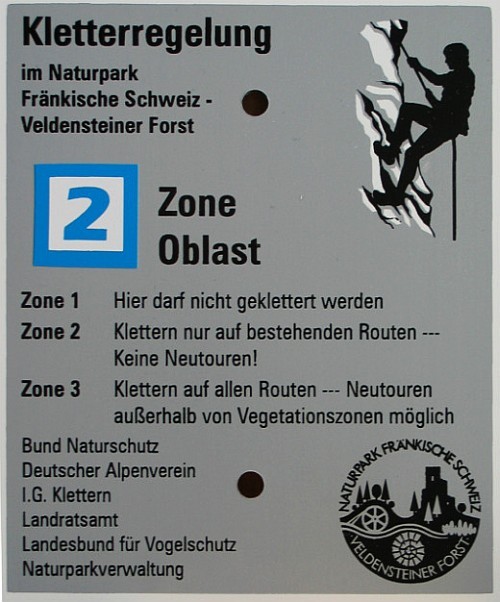 Kletterregelung
im Naturpark
Fränkische Schweiz -
Veldensteiner Forst
2
Zone
Oblast
Zone 1 Hier darf nicht geklettert werden
Zone 2 Klettern nur auf bestehenden Routen ---
Keine Neutouren!
Zone 3 Klettern auf allen Routen --- Neutouren
außerhalb von Vegetationszonen möglich
Bund Naturschutz
Deutscher Alpenverein
I.G. Klettern
Landratsamt
Landesbund für Vogelschutz
Naturparkverwaltung
NATURPARK FRÄNKISCHE SCHWEIZ
VELDENSTEINER FORST